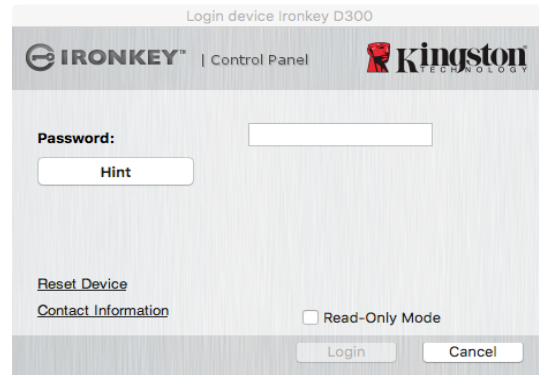 Login device Ironkey D300
IRONKEY™ | Control Panel
Kingston
TECHNOLOGY
Password:
Hint
Reset Device
Contact Information
Read-Only Mode
Login
Cancel